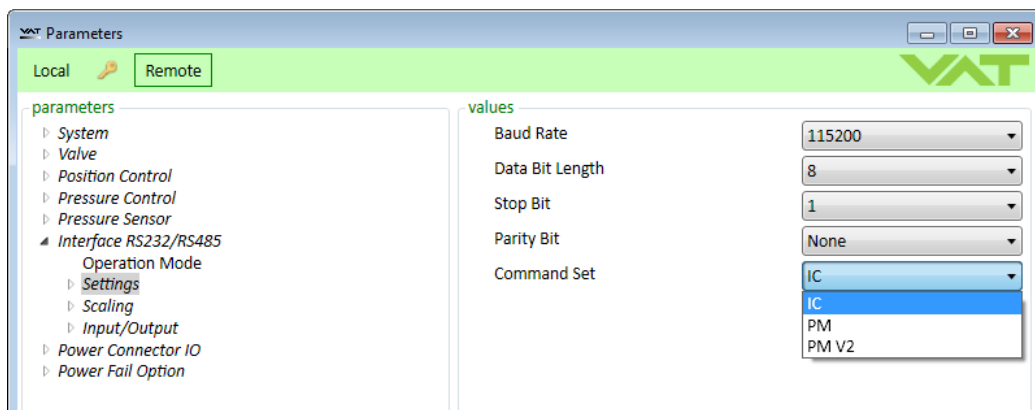 VAT Parameters
Local Remote VAT
parameters
System
Valve
Position Control
Pressure Control
Pressure Sensor
Interface RS232/RS485
Operation Mode
Settings
Scaling
Input/Output
Power Connector IO
Power Fail Option
values
Baud Rate 115200
Data Bit Length 8
Stop Bit 1
Parity Bit None
Command Set IC
IC
PM
PM V2